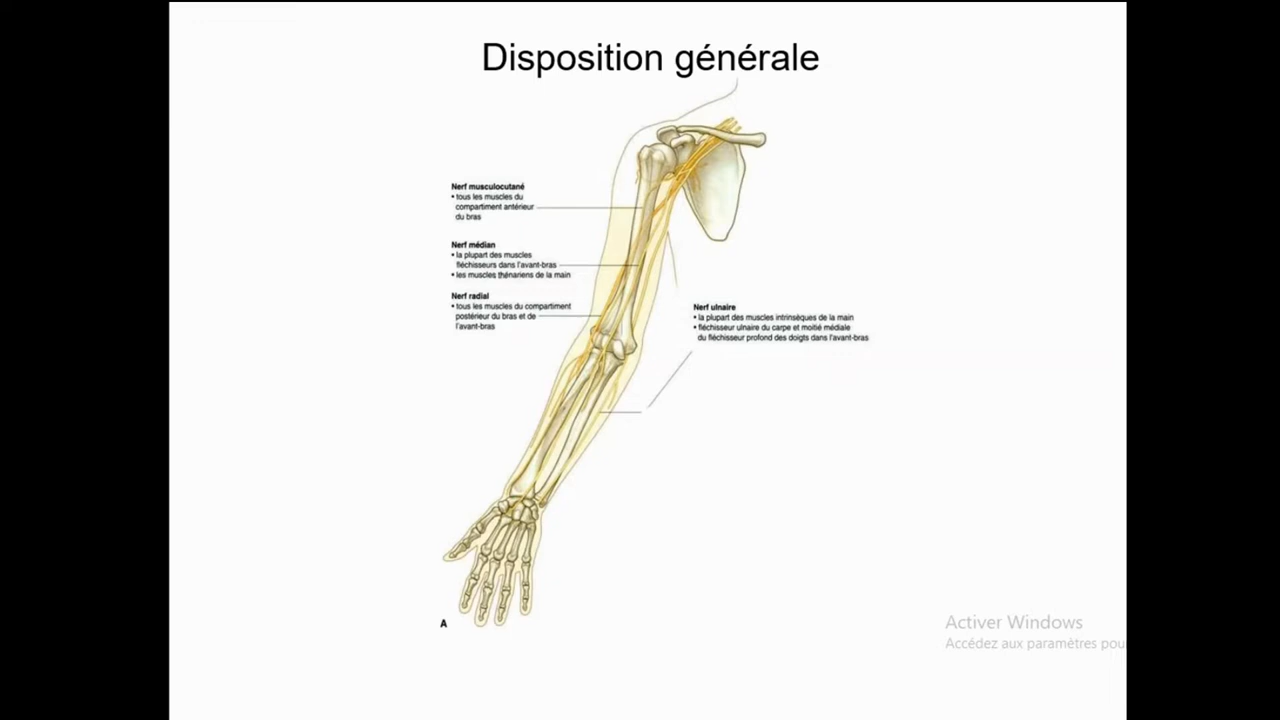 Disposition générale
Nerf musculocutané
• tous les muscles du
compartiment antérieur
du bras
Nerf médian
• la plupart des muscles
fléchisseurs dans l'avant-bras
• les muscles thénariens de la main
Nerf radial
• tous les muscles du compartiment
postérieur du bras et de
l'avant-bras
Nerf ulnaire
• la plupart des muscles intrinsèques de la main
• fléchisseur ulnaire du carpe et moitié médiale
du fléchisseur profond des doigts dans l'avant-bras
A
Activer Windows
Accédez aux paramètres pou